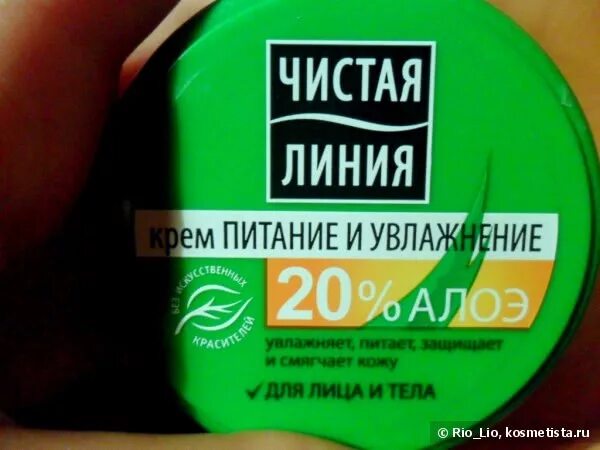 ЧИСТАЯ
ЛИНИЯ
крем ПИТАНИЕ И УВЛАЖНЕНИЕ
20% АЛОЭ
БЕЗ ИСКУССТВЕННЫХ
КРАСИТЕЛЕЙ
увлажняет, питает, защищает
и смягчает кожу
✓ ДЛЯ ЛИЦА И ТЕЛА
© Rio_Lio, kosmetista.ru